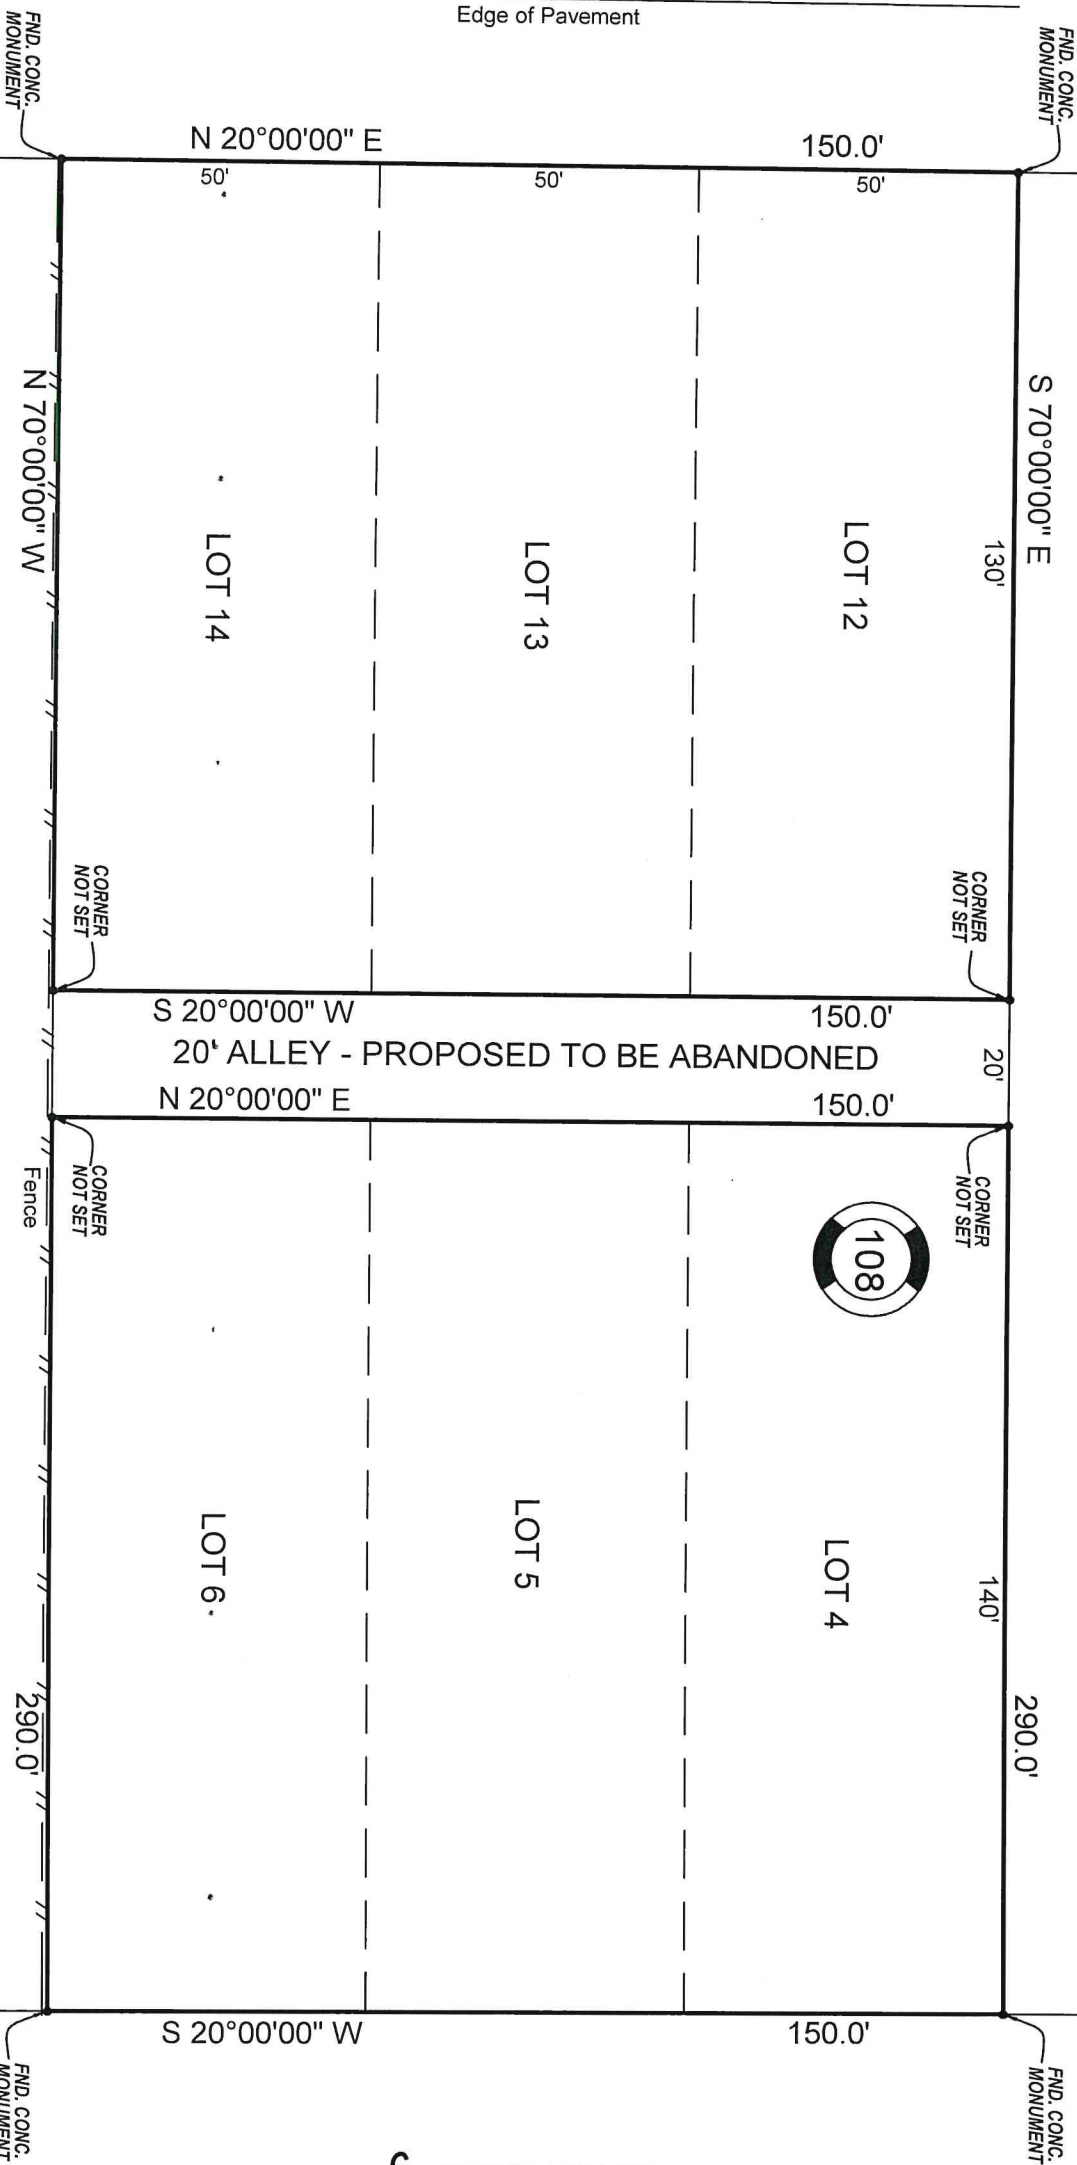 Edge of Pavement
FND. CONC.
MONUMENT
FND. CONC.
MONUMENT
N 20°00'00" E
150.0'
50'
50'
50'
S 70°00'00" E
130'
N 70°00'00" W
LOT 14
LOT 13
LOT 12
CORNER
NOT SET
CORNER
NOT SET
S 20°00'00" W
150.0'
20' ALLEY - PROPOSED TO BE ABANDONED
20'
N 20°00'00" E
150.0'
CORNER
NOT SET
CORNER
NOT SET
Fence
108
LOT 6
LOT 5
LOT 4
140'
290.0'
290.0'
S 20°00'00" W
150.0'
FND. CONC.
MONUMENT
FND. CONC.
MONUMENT